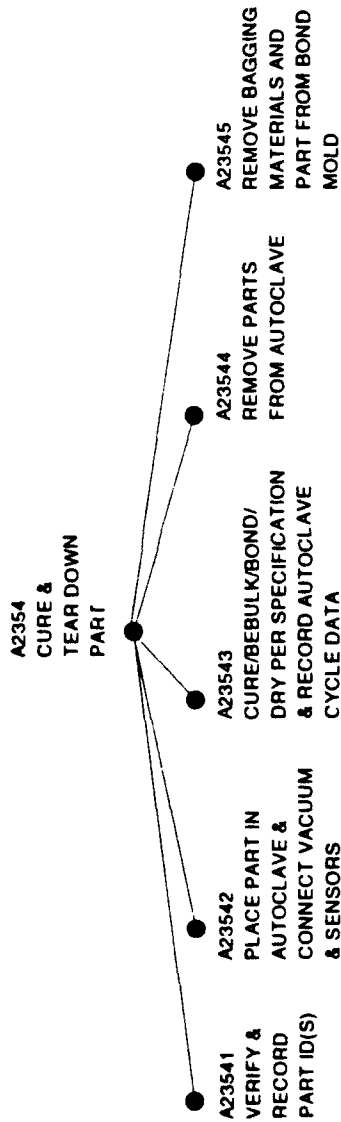 A2354
CURE &
TEAR DOWN
PART
A23541
VERIFY &
RECORD
PART ID(S)
A23542
PLACE PART IN
AUTOCLAVE &
CONNECT VACUUM
& SENSORS
A23543
CURE/BEBULK/BOND/
DRY PER SPECIFICATION
& RECORD AUTOCLAVE
CYCLE DATA
A23544
REMOVE PARTS
FROM AUTOCLAVE
A23545
REMOVE BAGGING
MATERIALS AND
PART FROM BOND
MOLD